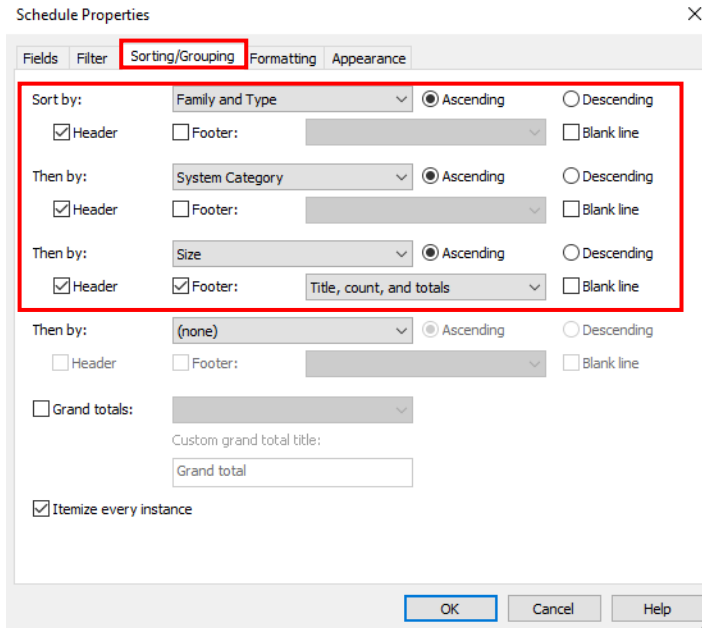 Schedule Properties
Fields Filter Sorting/Grouping Formatting Appearance
Sort by: Family and Type Ascending Descending
Header Footer: Blank line
Then by: System Category Ascending Descending
Header Footer: Blank line
Then by: Size Ascending Descending
Header Footer: Title, count, and totals Blank line
Then by: (none) Ascending Descending
Header Footer: Blank line
Grand totals:
Custom grand total title:
Grand total
Itemize every instance
OK Cancel Help